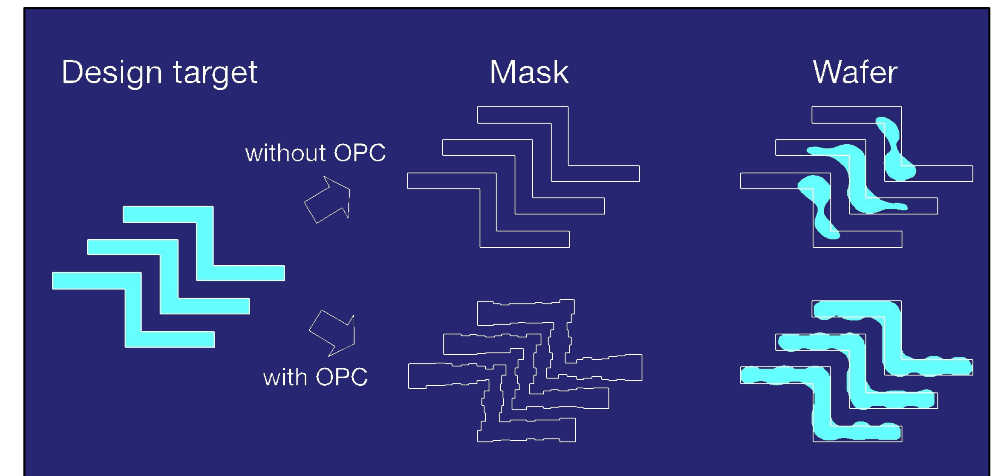 Design target
Mask
Wafer
without OPC
with OPC